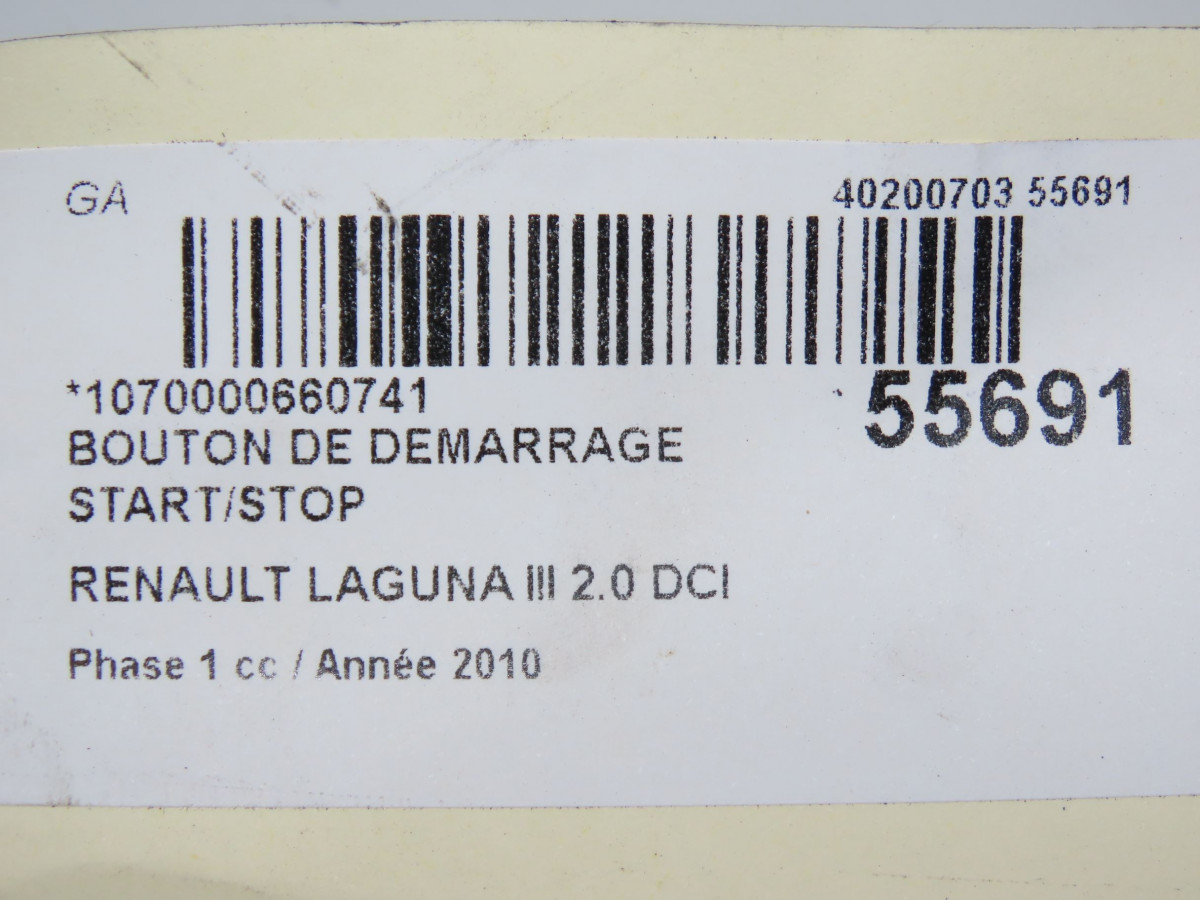 GA 40200703 55691
*1070000660741
55691
BOUTON DE DEMARRAGE
START/STOP
RENAULT LAGUNA III 2.0 DCI
Phase 1 cc / Année 2010